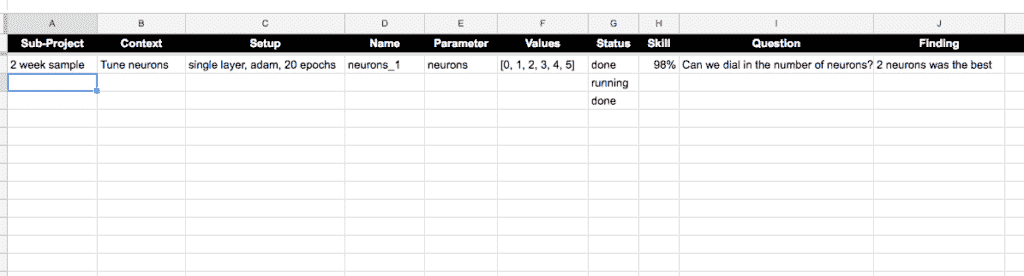 A B C D E F G H I J
Sub-Project Context Setup Name Parameter Values Status Skill Question Finding
2 week sample Tune neurons single layer, adam, 20 epochs neurons_1 neurons [0, 1, 2, 3, 4, 5] done 98% Can we dial in the number of neurons? 2 neurons was the best
running
done